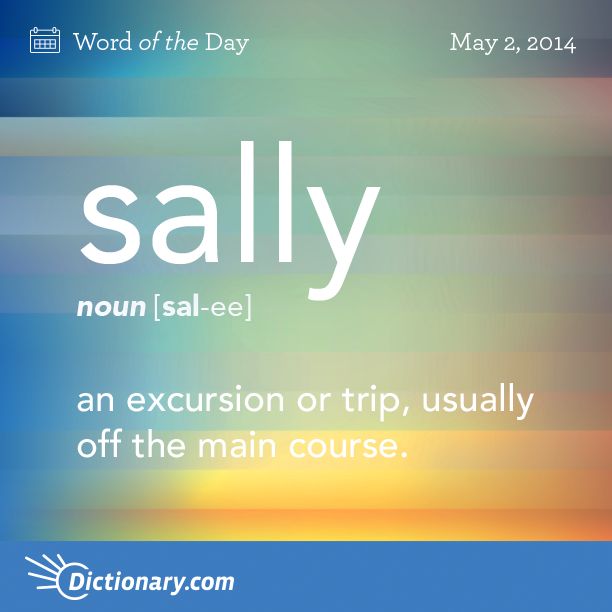 Word of the Day
May 2, 2014
sally
noun [sal-ee]
an excursion or trip, usually
off the main course.
Dictionary.com